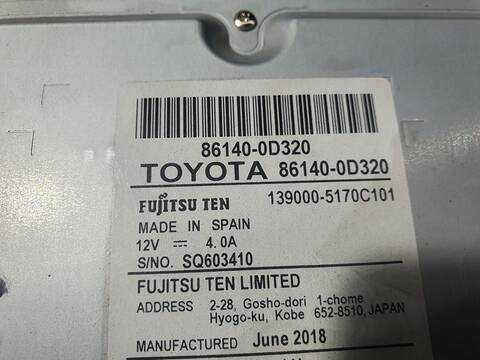 86140-0D320
TOYOTA 86140-0D320
FUJITSU TEN 139000-5170C101
MADE IN SPAIN
12V ⎓ 4.0A
S/NO. SQ603410
FUJITSU TEN LIMITED
ADDRESS 2-28, Gosho-dori 1-chome
Hyogo-ku, Kobe 652-8510, JAPAN
MANUFACTURED June 2018